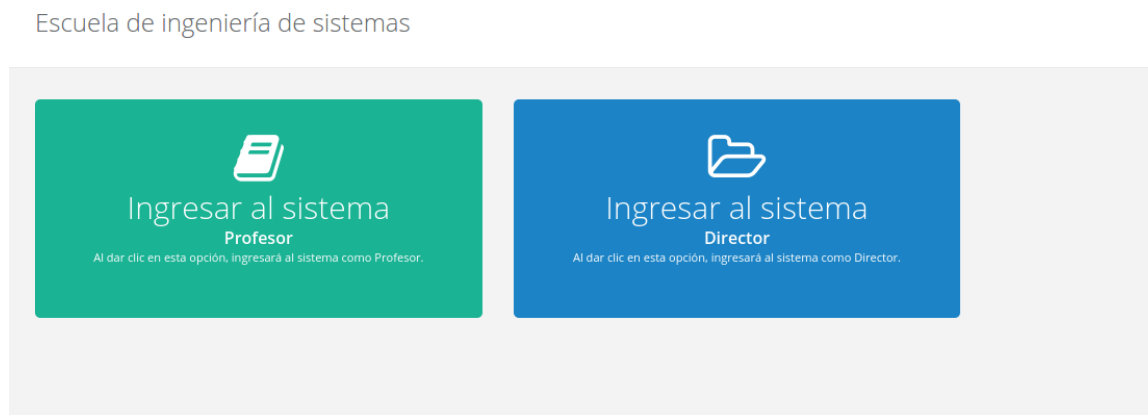 Escuela de ingeniería de sistemas
Ingresar al sistema
Profesor
Al dar clic en esta opción, ingresará al sistema como Profesor.
Ingresar al sistema
Director
Al dar clic en esta opción, ingresará al sistema como Director.